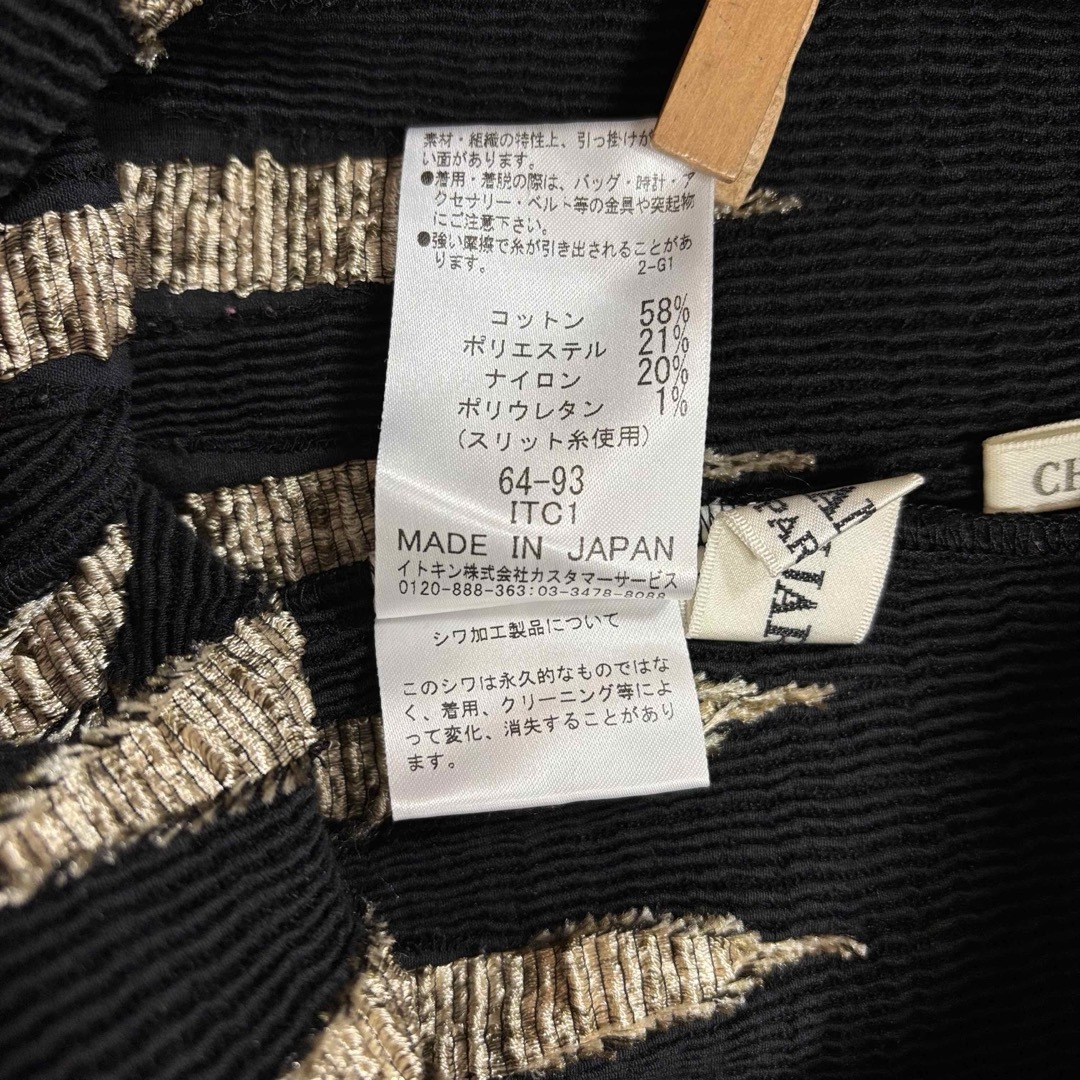 素材・組織の特性上、引っ掛けが
い面があります。
●着用・着脱の際は、バッグ・時計・ア
クセサリー・ベルト等の金具や突起物
にご注意下さい。
●強い摩擦で糸が引き出されることがあ
ります。 2-G1
コットン 58%
ポリエステル 21%
ナイロン 20%
ポリウレタン 1%
(スリット糸使用)
64-93
ITC1
MADE IN JAPAN
イトキン株式会社カスタマーサービス
0120-888-363:03-3478-8088
シワ加工製品について
このシワは永久的なものではな
く、着用、クリーニング等によ
って変化、消失することがあり
ます。
CH